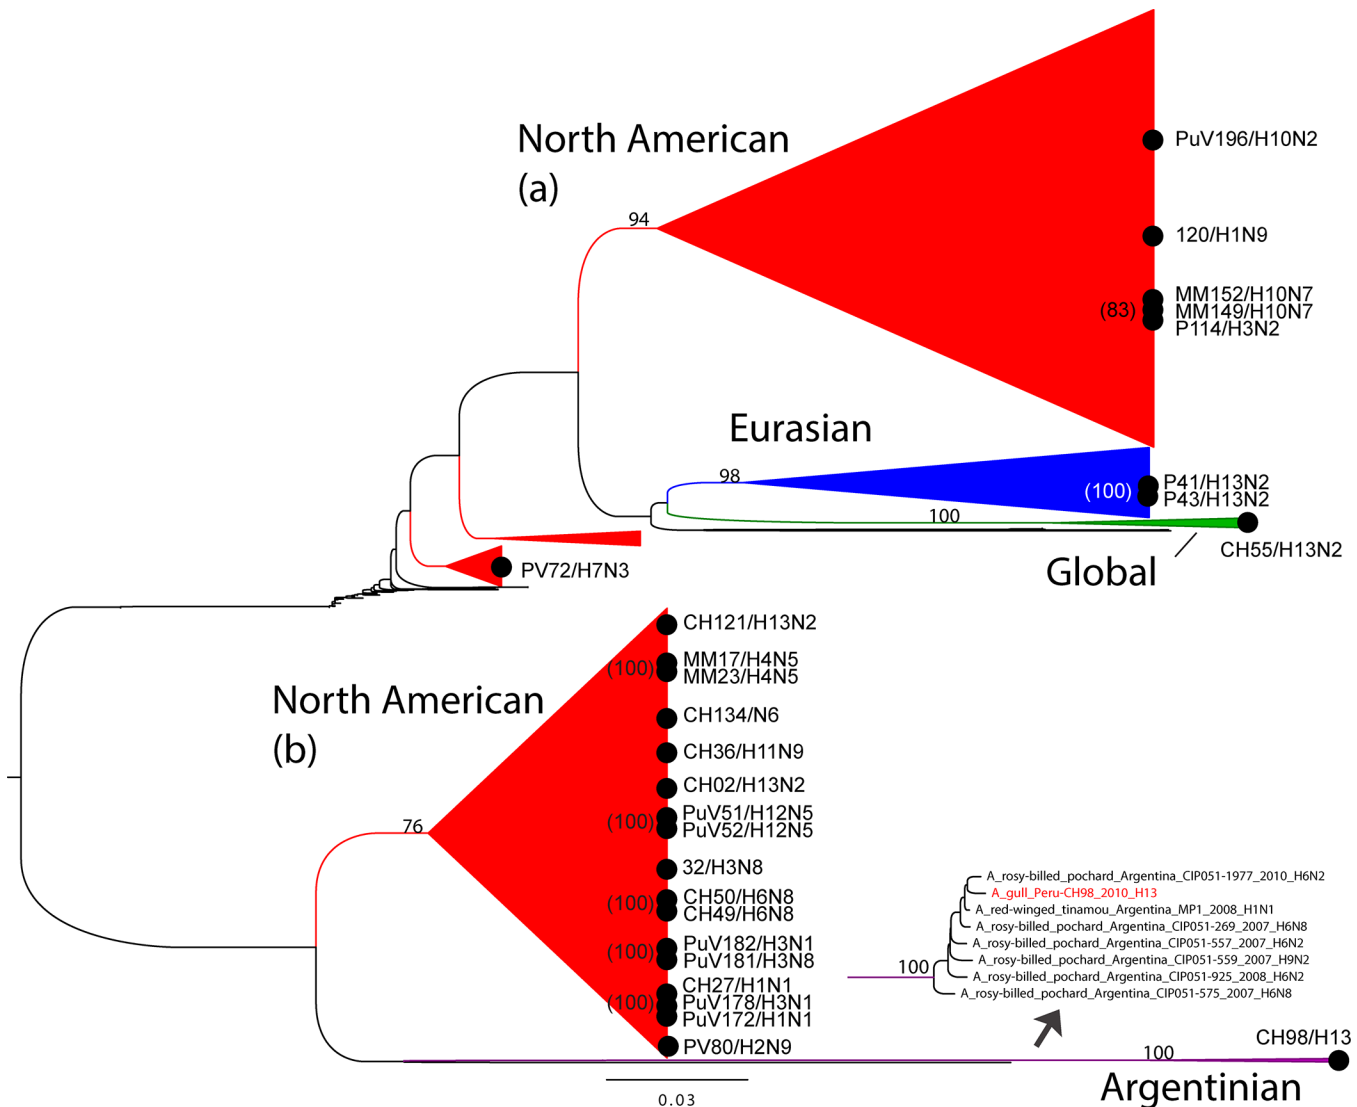 North American
(a)
94
PuV196/H10N2
120/H1N9
MM152/H10N7
(83)
MM149/H10N7
P114/H3N2
Eurasian
98
(100)
P41/H13N2
P43/H13N2
100
CH55/H13N2
Global
PV72/H7N3
North American
(b)
76
CH121/H13N2
(100)
MM17/H4N5
MM23/H4N5
CH134/N6
CH36/H11N9
CH02/H13N2
(100)
PuV51/H12N5
PuV52/H12N5
32/H3N8
(100)
CH50/H6N8
CH49/H6N8
(100)
PuV182/H3N1
PuV181/H3N8
(100)
CH27/H1N1
PuV178/H3N1
PuV172/H1N1
PV80/H2N9
A_rosy-billed_pochard_Argentina_CIP051-1977_2010_H6N2
A_gull_Peru-CH98_2010_H13
A_red-winged_tinamou_Argentina_MP1_2008_H1N1
A_rosy-billed_pochard_Argentina_CIP051-269_2007_H6N8
A_rosy-billed_pochard_Argentina_CIP051-557_2007_H6N2
100
A_rosy-billed_pochard_Argentina_CIP051-559_2007_H9N2
A_rosy-billed_pochard_Argentina_CIP051-925_2008_H6N2
A_rosy-billed_pochard_Argentina_CIP051-575_2007_H6N8
CH98/H13
100
Argentinian
0.03